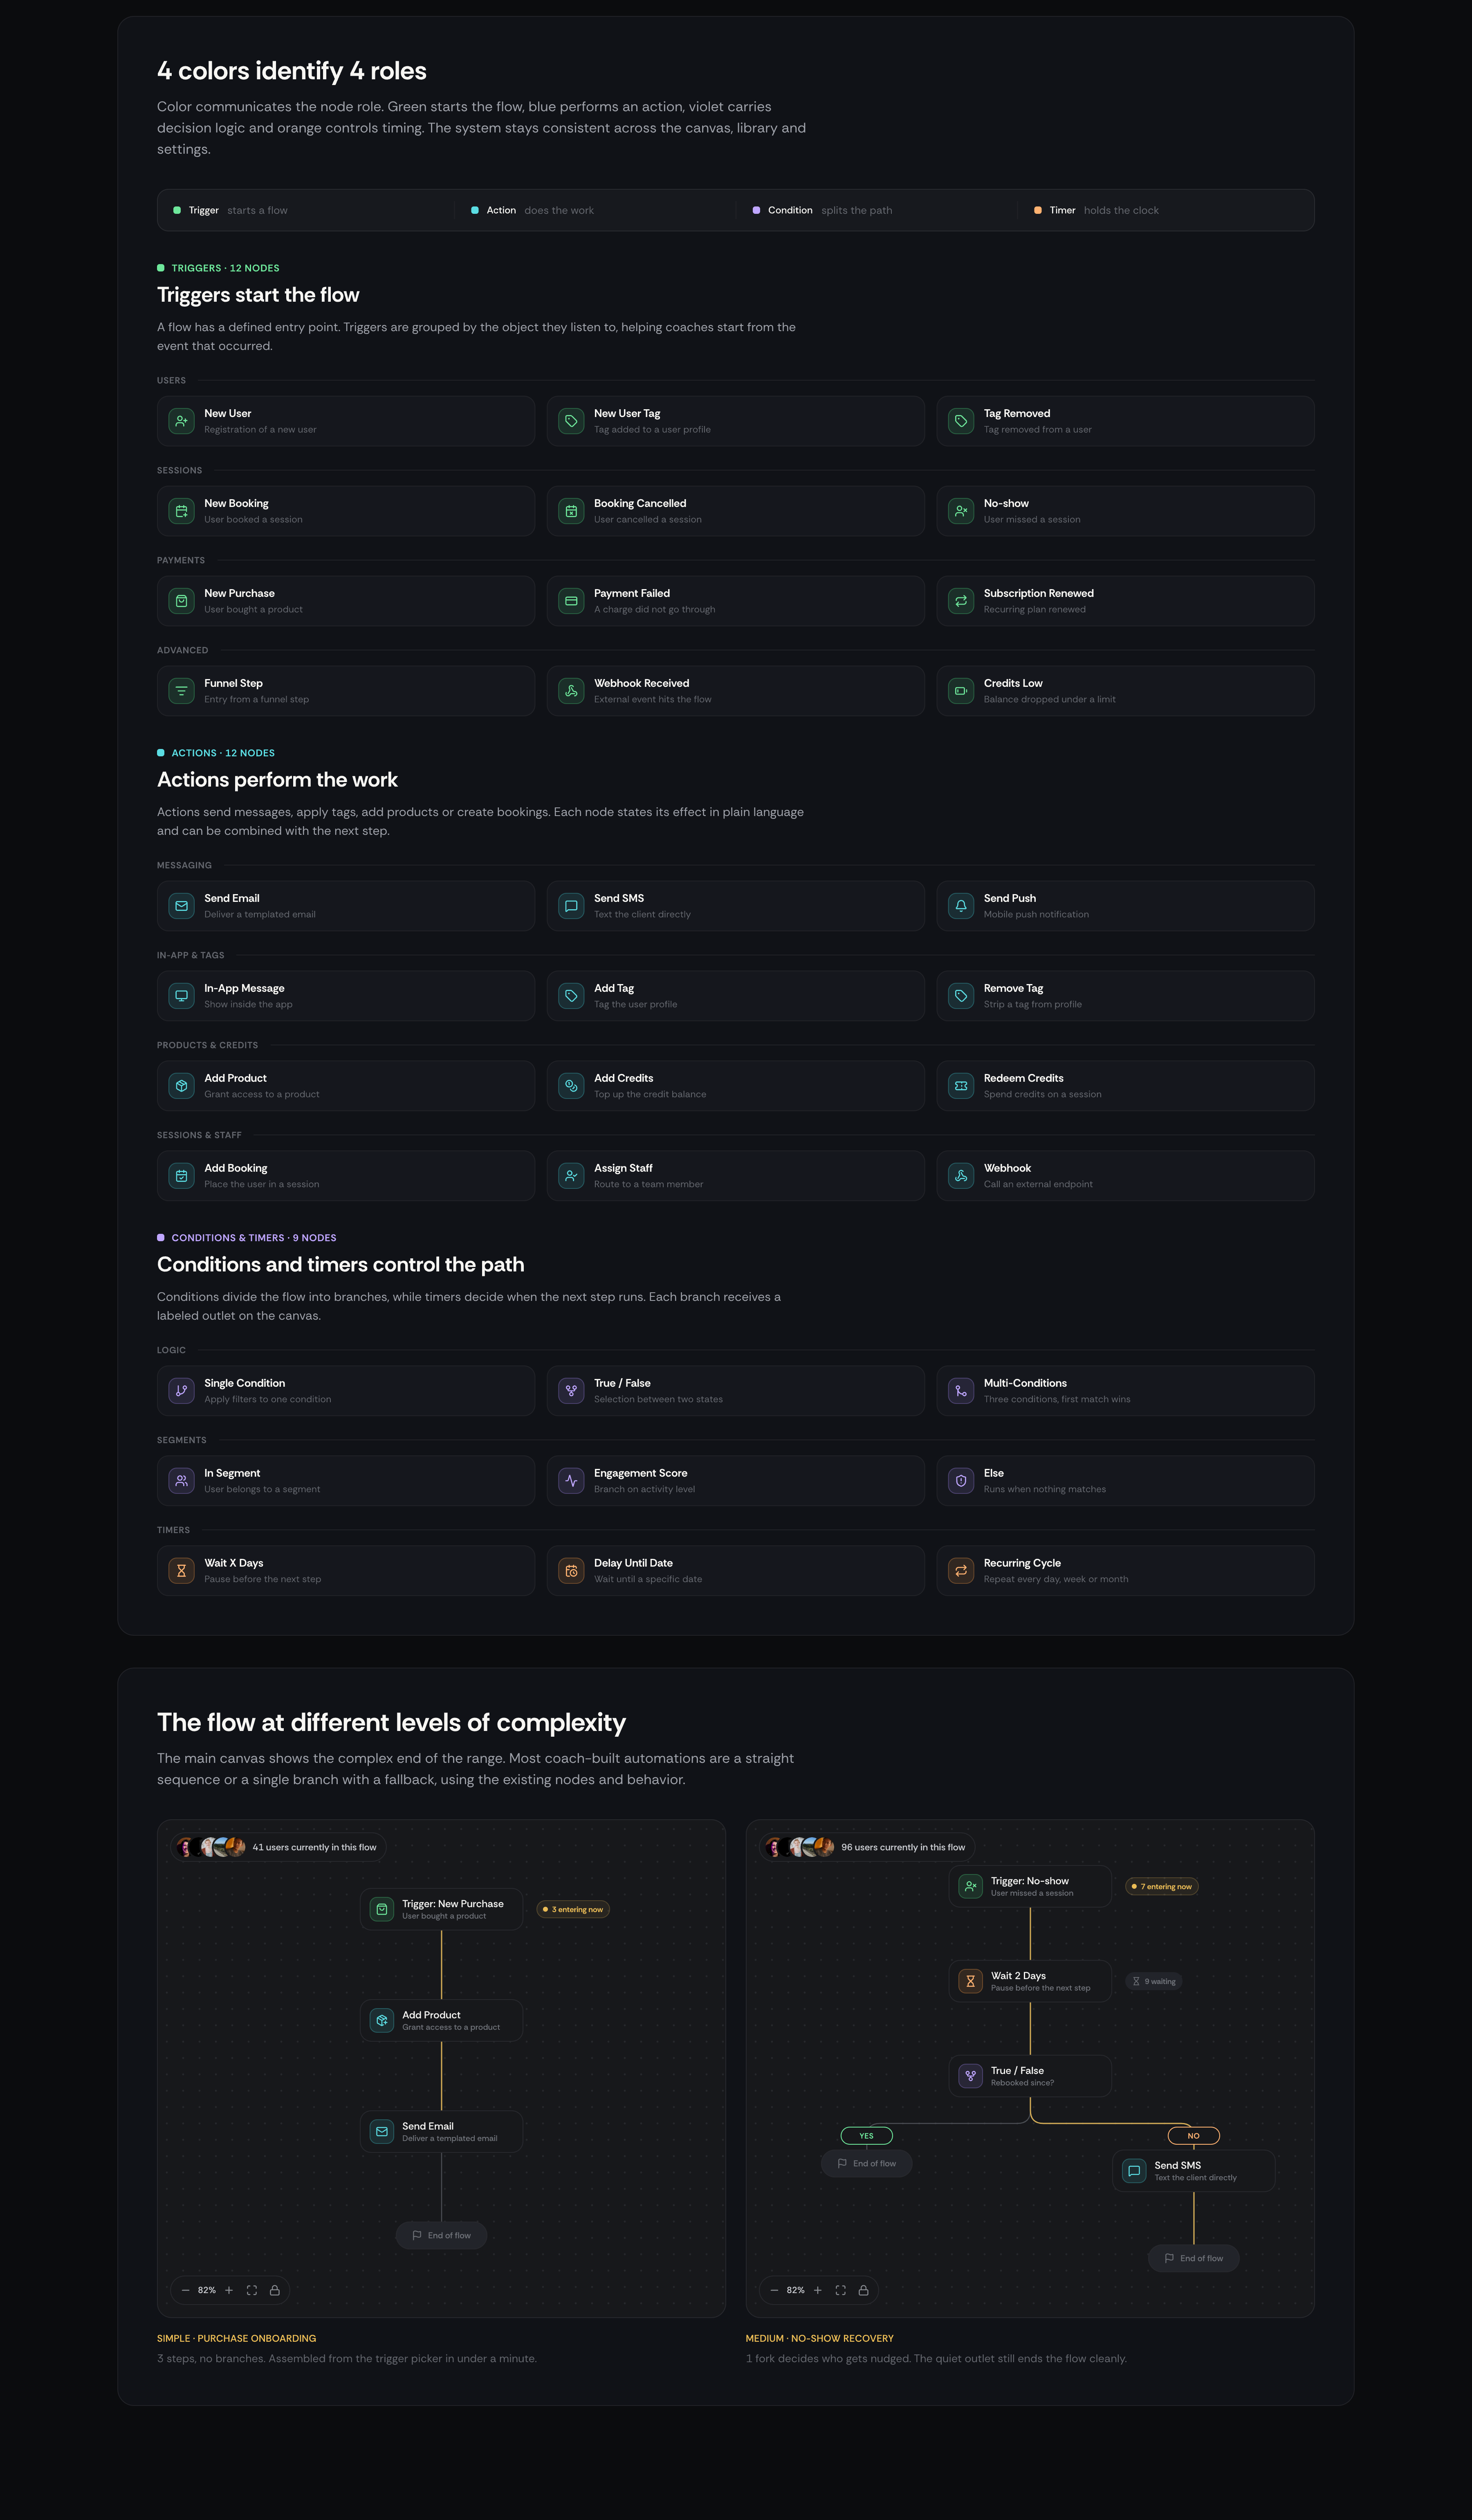 4 colors identify 4 roles
Color communicates the node role. Green starts the flow, blue performs an action, violet carries
decision logic and orange controls timing. The system stays consistent across the canvas, library and
settings.
Trigger starts a flow
Action does the work
Condition splits the path
Timer holds the clock
TRIGGERS · 12 NODES
Triggers start the flow
A flow has a defined entry point. Triggers are grouped by the object they listen to, helping coaches start from the
event that occurred.
USERS
New User
Registration of a new user
New User Tag
Tag added to a user profile
Tag Removed
Tag removed from a user
SESSIONS
New Booking
User booked a session
Booking Cancelled
User cancelled a session
No-show
User missed a session
PAYMENTS
New Purchase
User bought a product
Payment Failed
A charge did not go through
Subscription Renewed
Recurring plan renewed
ADVANCED
Funnel Step
Entry from a funnel step
Webhook Received
External event hits the flow
Credits Low
Balance dropped under a limit
ACTIONS · 12 NODES
Actions perform the work
Actions send messages, apply tags, add products or create bookings. Each node states its effect in plain language
and can be combined with the next step.
MESSAGING
Send Email
Deliver a templated email
Send SMS
Text the client directly
Send Push
Mobile push notification
IN-APP & TAGS
In-App Message
Show inside the app
Add Tag
Tag the user profile
Remove Tag
Strip a tag from profile
PRODUCTS & CREDITS
Add Product
Grant access to a product
Add Credits
Top up the credit balance
Redeem Credits
Spend credits on a session
SESSIONS & STAFF
Add Booking
Place the user in a session
Assign Staff
Route to a team member
Webhook
Call an external endpoint
CONDITIONS & TIMERS · 9 NODES
Conditions and timers control the path
Conditions divide the flow into branches, while timers decide when the next step runs. Each branch receives a
labeled outlet on the canvas.
LOGIC
Single Condition
Apply filters to one condition
True / False
Selection between two states
Multi-Conditions
Three conditions, first match wins
SEGMENTS
In Segment
User belongs to a segment
Engagement Score
Branch on activity level
Else
Runs when nothing matches
TIMERS
Wait X Days
Pause before the next step
Delay Until Date
Wait until a specific date
Recurring Cycle
Repeat every day, week or month
The flow at different levels of complexity
The main canvas shows the complex end of the range. Most coach-built automations are a straight
sequence or a single branch with a fallback, using the existing nodes and behavior.
41 users currently in this flow
Trigger: New Purchase
User bought a product
3 entering now
Add Product
Grant access to a product
Send Email
Deliver a templated email
End of flow
82%
SIMPLE · PURCHASE ONBOARDING
3 steps, no branches. Assembled from the trigger picker in under a minute.
96 users currently in this flow
Trigger: No-show
User missed a session
7 entering now
Wait 2 Days
Pause before the next step
9 waiting
True / False
Rebooked since?
YES
NO
End of flow
Send SMS
Text the client directly
End of flow
82%
MEDIUM · NO-SHOW RECOVERY
1 fork decides who gets nudged. The quiet outlet still ends the flow cleanly.